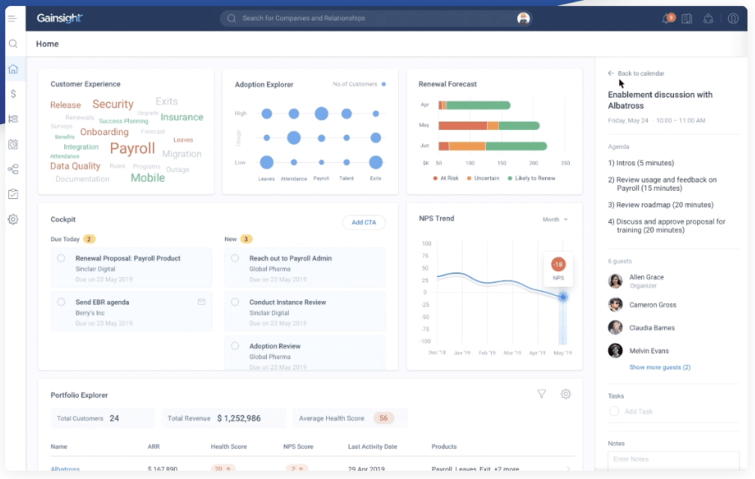 Gainsight
Search for Companies and Relationships
Home
Customer Experience
Release Security Exits
Renewals Upgrade Insurance
Surveys Success Planning
Benefits Onboarding Forecast
Integration Payroll Leaves
Attendance Migration
Data Quality Rules Programs Outage
Documentation Mobile
Adoption Explorer
No of Customers
High
Usage
Low
Leaves Attendance Payroll Talent Exits
Renewal Forecast
Apr
May
Jun
$K 50 100 150 200 250
At Risk Uncertain Likely to Renew
Cockpit
Add CTA
Due Today 2
Renewal Proposal: Payroll Product
Sinclair Digital
Due on 23 May 2019
Send EBR agenda
Berry's Inc
Due on 23 May 2019
New 3
Reach out to Payroll Admin
Global Pharma
Due on 23 May 2019
Conduct Instance Review
Sinclair Digital
Due on 23 May 2019
Adoption Review
Global Pharma
Due on 23 May 2019
NPS Trend
Month
100
75
50
25
0
-25
-50
-75
-100
-18
NPS
Dec '18 Jan '19 Feb '19 Mar '19 Apr '19 May '19
Portfolio Explorer
Total Customers 24
Total Revenue $ 1,252,986
Average Health Score 56
Name ARR Health Score NPS Score Last Activity Date Products
Albatross $ 167,890 20 2 29 Apr 2019 Payroll, Leaves, Exit, +2 more
Back to calendar
Enablement discussion with
Albatross
Friday, May 24 · 10:00 – 11:00 AM
Agenda
1) Intros (5 minutes)
2) Review usage and feedback on
Payroll (15 minutes)
3) Review roadmap (20 minutes)
4) Discuss and approve proposal for
training (20 minutes)
6 guests
Allen Grace
Organizer
Cameron Gross
Claudia Barnes
Melvin Evans
Show more guests (2)
Tasks
Add Task
Notes
Enter Notes